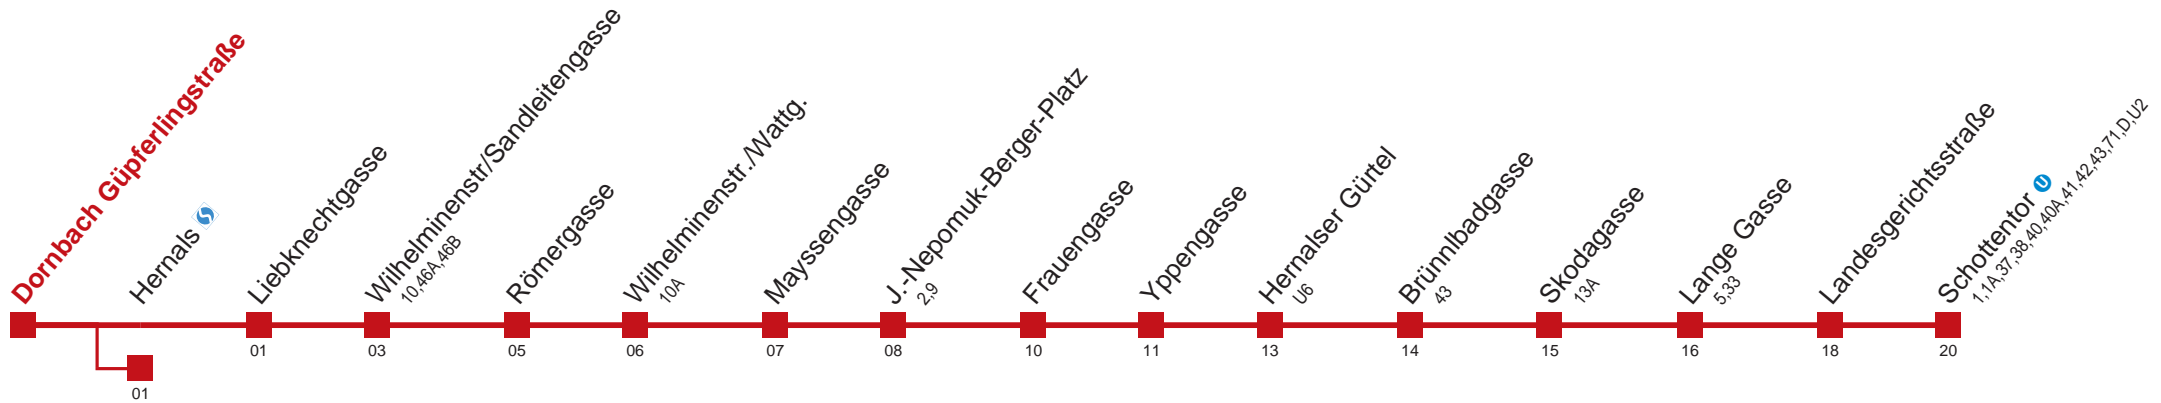 Dornbach Güpferlingstraße
Hernals
01
Liebknechtgasse
01
Wilhelminenstr/Sandleitengasse
10,46A,46B
03
Römergasse
05
Wilhelminenstr./Wattg.
10A
06
Mayssengasse
07
J.-Nepomuk-Berger-Platz
2,9
08
Frauengasse
10
Yppengasse
11
Hernalser Gürtel
U6
13
Brünnlbadgasse
43
14
Skodagasse
13A
15
Lange Gasse
5,33
16
Landesgerichtsstraße
18
Schottentor U
1,1A,37,38,40,40A,41,42,43,71,D,U2
20